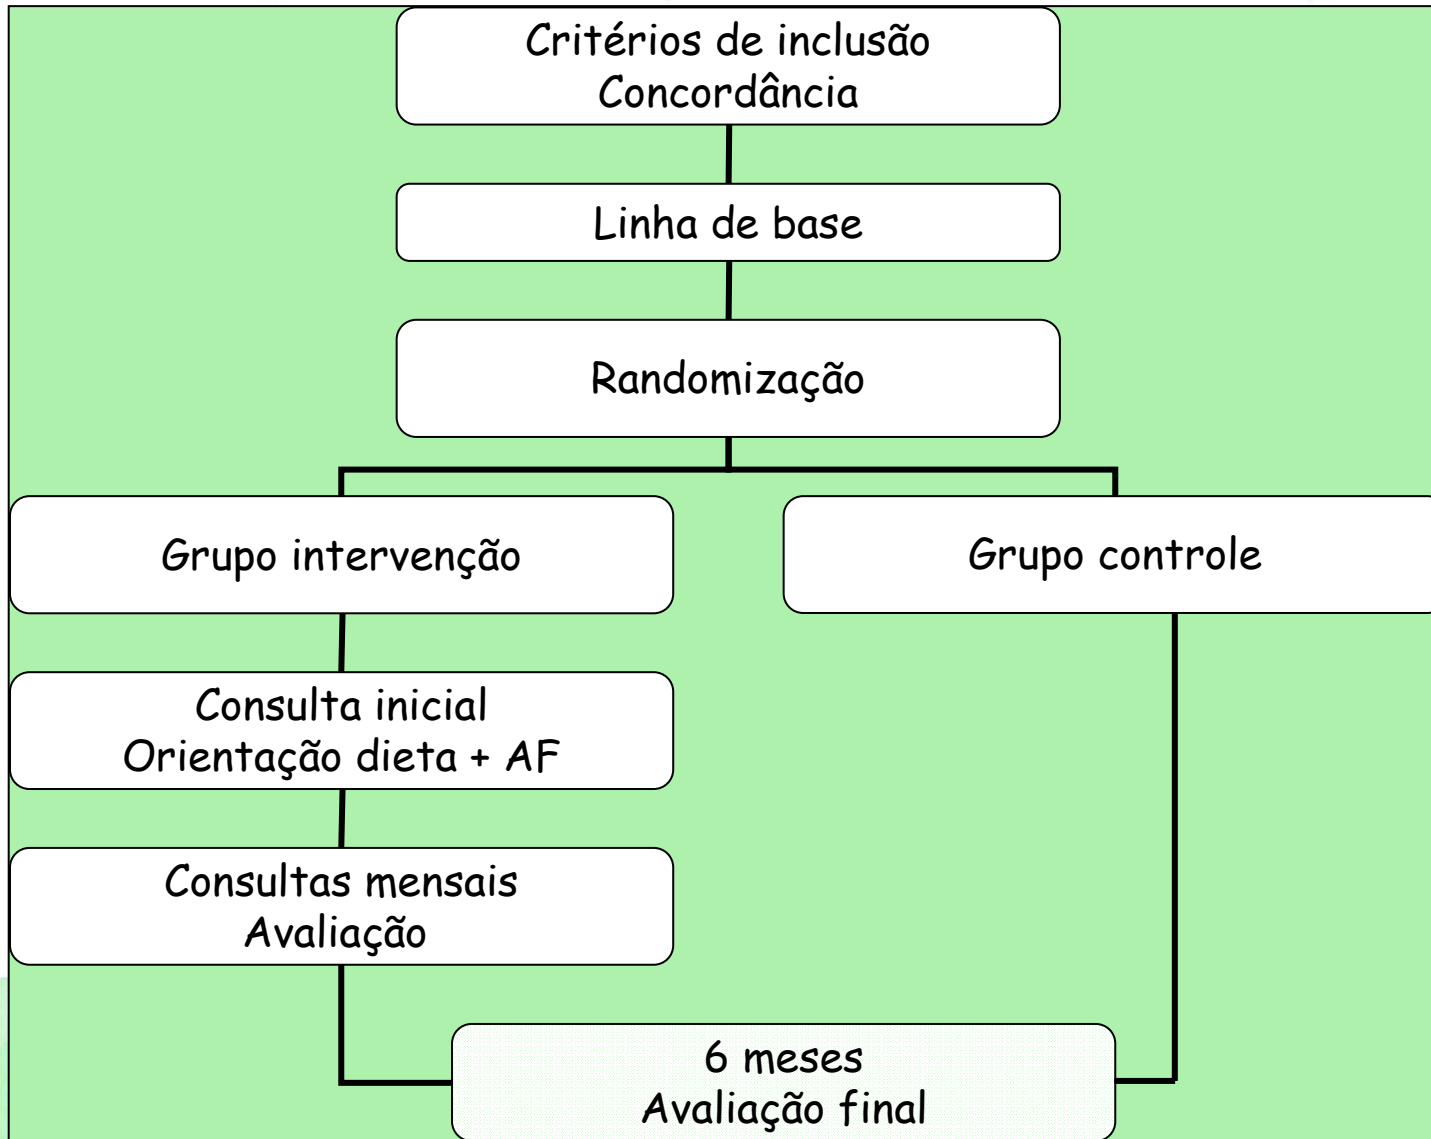 Critérios de inclusão
Concordância
Linha de base
Randomização
Grupo intervenção
Grupo controle
Consulta inicial
Orientação dieta + AF
Consultas mensais
Avaliação
6 meses
Avaliação final